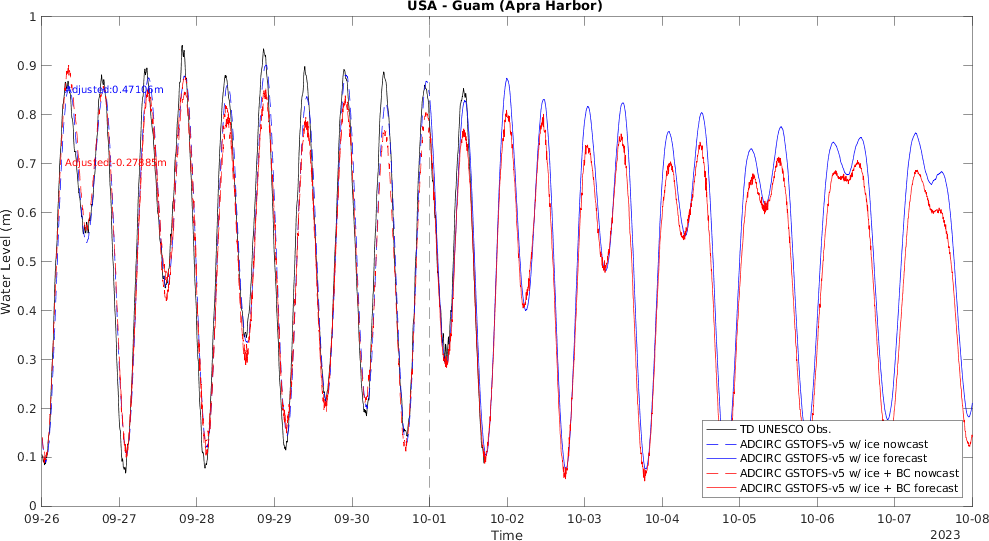 USA - Guam (Apra Harbor)
1
0.9
0.8
0.7
0.6
0.5
0.4
0.3
0.2
0.1
0
Water Level (m)
Adjusted:0.47106m
Adjusted:-0.27385m
TD UNESCO Obs.
ADCIRC GSTOFS-v5 w/ ice nowcast
ADCIRC GSTOFS-v5 w/ ice forecast
ADCIRC GSTOFS-v5 w/ ice + BC nowcast
ADCIRC GSTOFS-v5 w/ ice + BC forecast
09-26 09-27 09-28 09-29 09-30 10-01 10-02 10-03 10-04 10-05 10-06 10-07 10-08
Time
2023